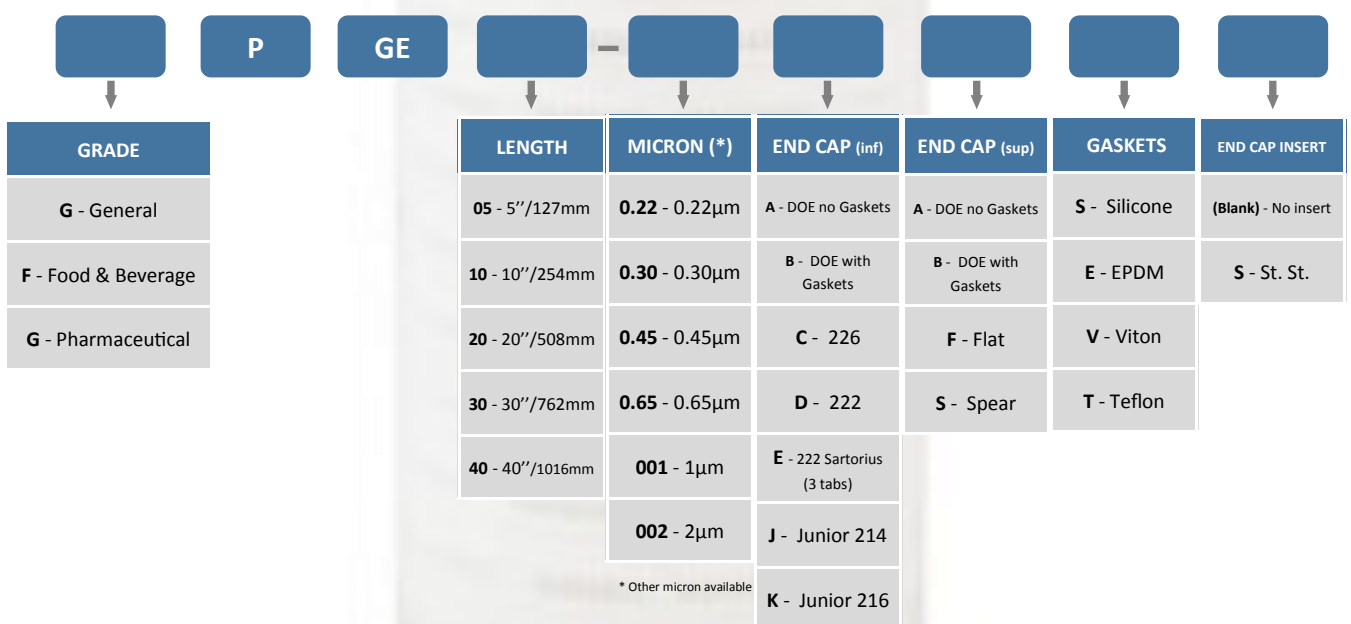 P GE –
GRADE
G - General
F - Food & Beverage
G - Pharmaceutical
LENGTH
05 - 5’’/127mm
10 - 10’’/254mm
20 - 20’’/508mm
30 - 30’’/762mm
40 - 40’’/1016mm
MICRON (*)
0.22 - 0.22µm
0.30 - 0.30µm
0.45 - 0.45µm
0.65 - 0.65µm
001 - 1µm
002 - 2µm
* Other micron available
END CAP (inf)
A - DOE no Gaskets
B - DOE with
Gaskets
C - 226
D - 222
E - 222 Sartorius
(3 tabs)
J - Junior 214
K - Junior 216
END CAP (sup)
A - DOE no Gaskets
B - DOE with
Gaskets
F - Flat
S - Spear
GASKETS
S - Silicone
E - EPDM
V - Viton
T - Teflon
END CAP INSERT
(Blank) - No insert
S - St. St.